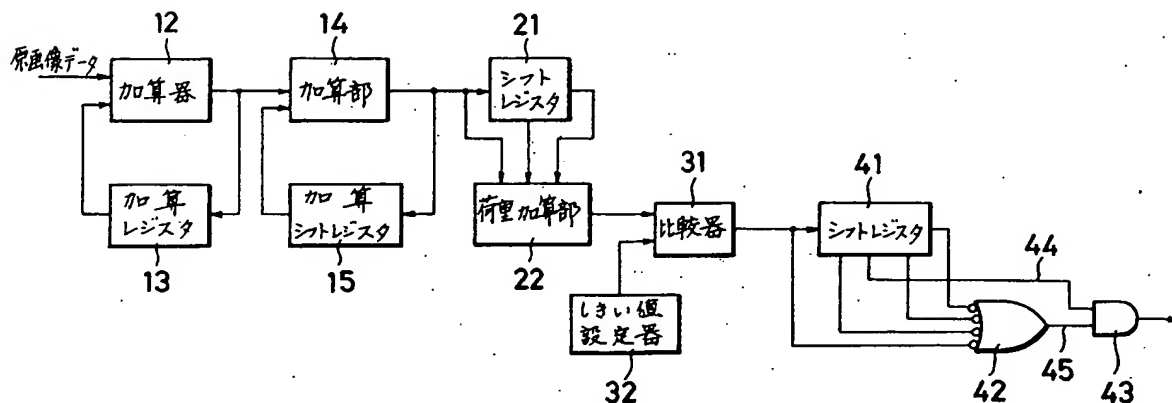 12
14
21
原画像データ
加算器
加算部
シフト
レジスタ
31
41
加算
レジスタ
加算
シフトレジスタ
荷重加算部
比較器
シフトレジスタ
44
13
15
22
しきい値
設定器
32
42
45
43